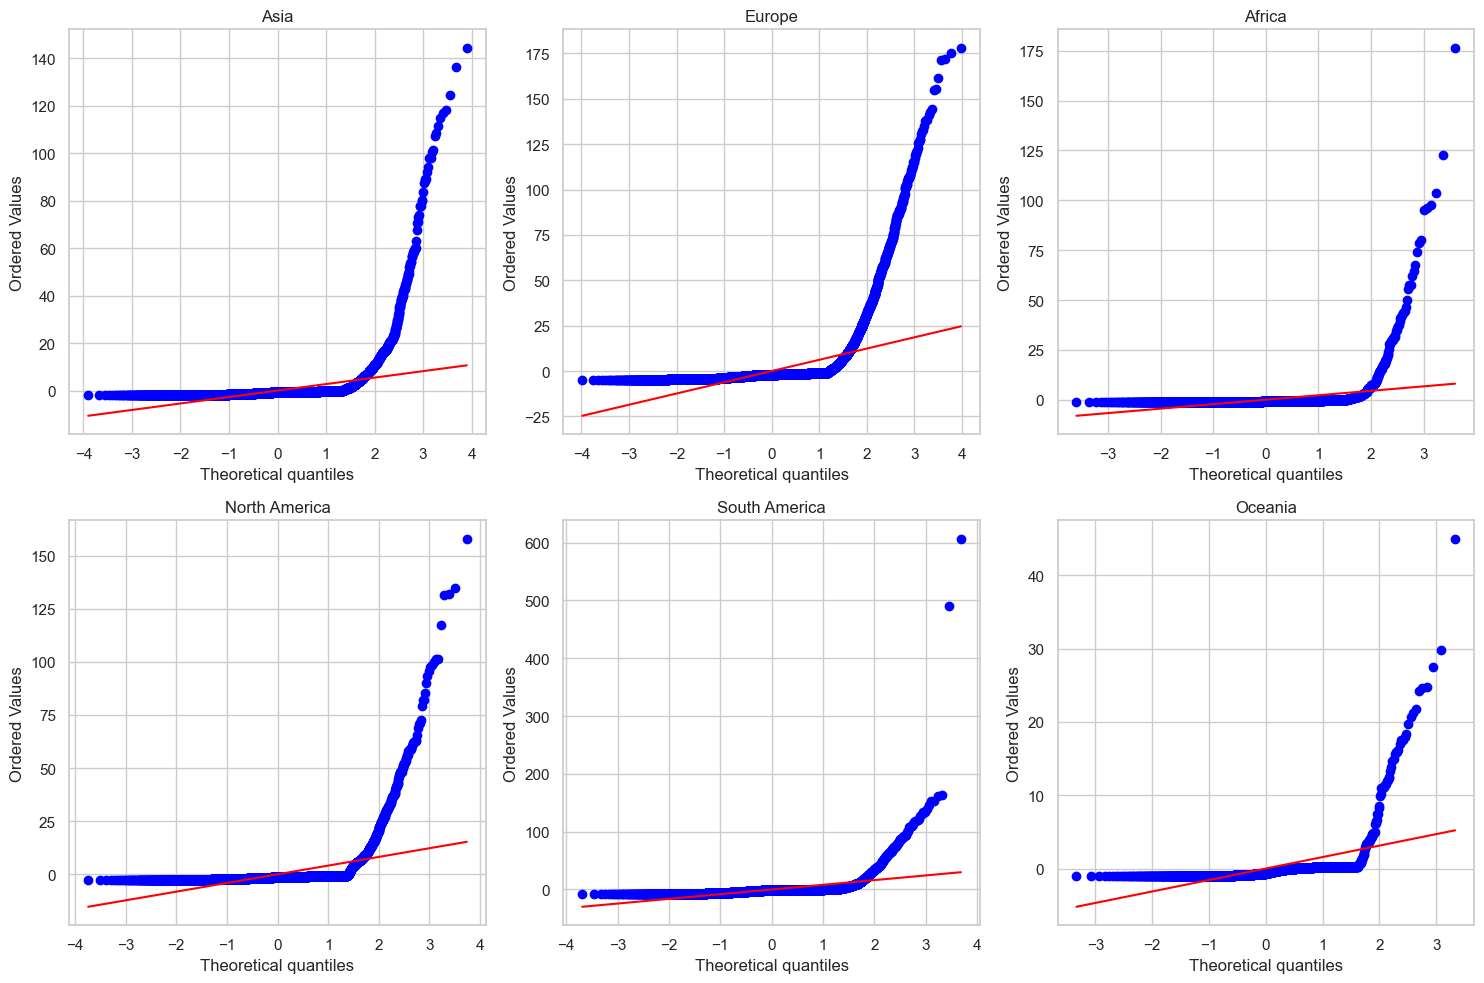 Asia
Ordered Values
140
120
100
80
60
40
20
0
−4 −3 −2 −1 0 1 2 3 4
Theoretical quantiles
Europe
Ordered Values
175
150
125
100
75
50
25
0
−25
−4 −3 −2 −1 0 1 2 3 4
Theoretical quantiles
Africa
Ordered Values
175
150
125
100
75
50
25
0
−3 −2 −1 0 1 2 3
Theoretical quantiles
North America
Ordered Values
150
125
100
75
50
25
0
−4 −3 −2 −1 0 1 2 3 4
Theoretical quantiles
South America
Ordered Values
600
500
400
300
200
100
0
−4 −3 −2 −1 0 1 2 3 4
Theoretical quantiles
Oceania
Ordered Values
40
30
20
10
0
−3 −2 −1 0 1 2 3
Theoretical quantiles